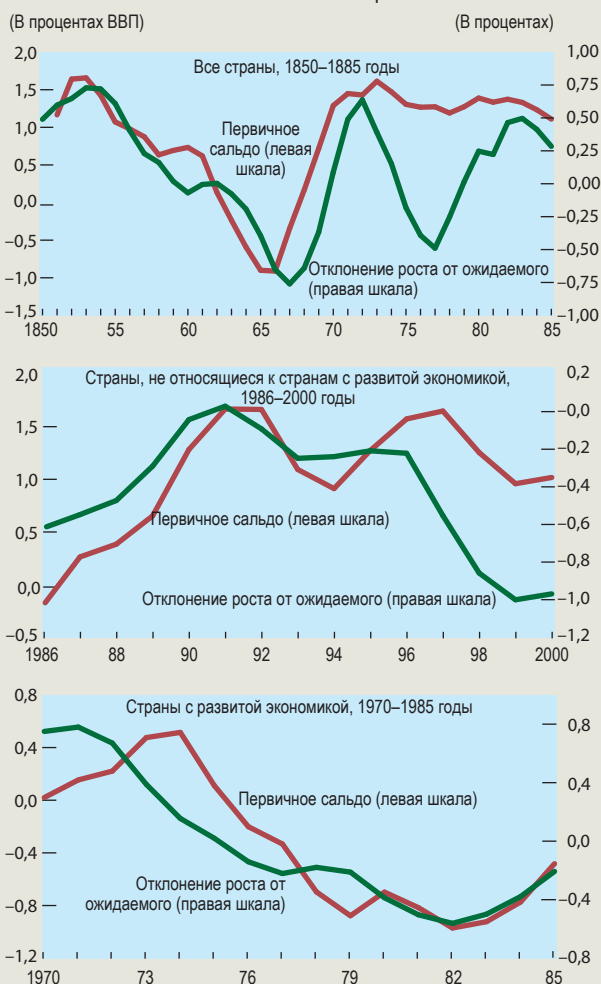 (В процентах ВВП) (В процентах)
Все страны, 1850–1885 годы
2,0
1,5
1,0
0,5
0,0
–0,5
–1,0
–1,5
1,00
0,75
0,50
0,25
0,00
–0,25
–0,50
–0,75
–1,00
Первичное
сальдо (левая
шкала)
Отклонение роста от ожидаемого
(правая шкала)
1850 55 60 65 70 75 80 85
Страны, не относящиеся к странам с развитой экономикой,
1986–2000 годы
2,0
1,5
1,0
0,5
0,0
–0,5
0,2
–0,0
–0,2
–0,4
–0,6
–0,8
–1,0
–1,2
Первичное сальдо (левая шкала)
Отклонение роста от ожидаемого (правая шкала)
1986 88 90 92 94 96 98 2000
Страны с развитой экономикой, 1970–1985 годы
0,8
0,4
0,0
–0,4
–0,8
–1,2
0,8
0,4
0,0
–0,4
–0,8
Первичное сальдо (левая шкала)
Отклонение роста от
ожидаемого (правая шкала)
1970 73 76 79 82 85